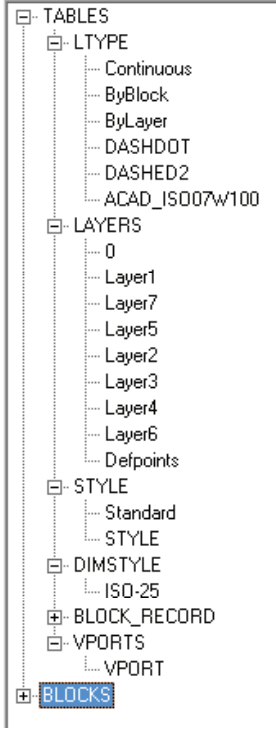 TABLES
LTYPE
Continuous
ByBlock
ByLayer
DASHDOT
DASHED2
ACAD_ISO07W100
LAYERS
0
Layer1
Layer7
Layer5
Layer2
Layer3
Layer4
Layer6
Defpoints
STYLE
Standard
STYLE
DIMSTYLE
ISO-25
BLOCK_RECORD
VPORTS
VPORT
BLOCKS